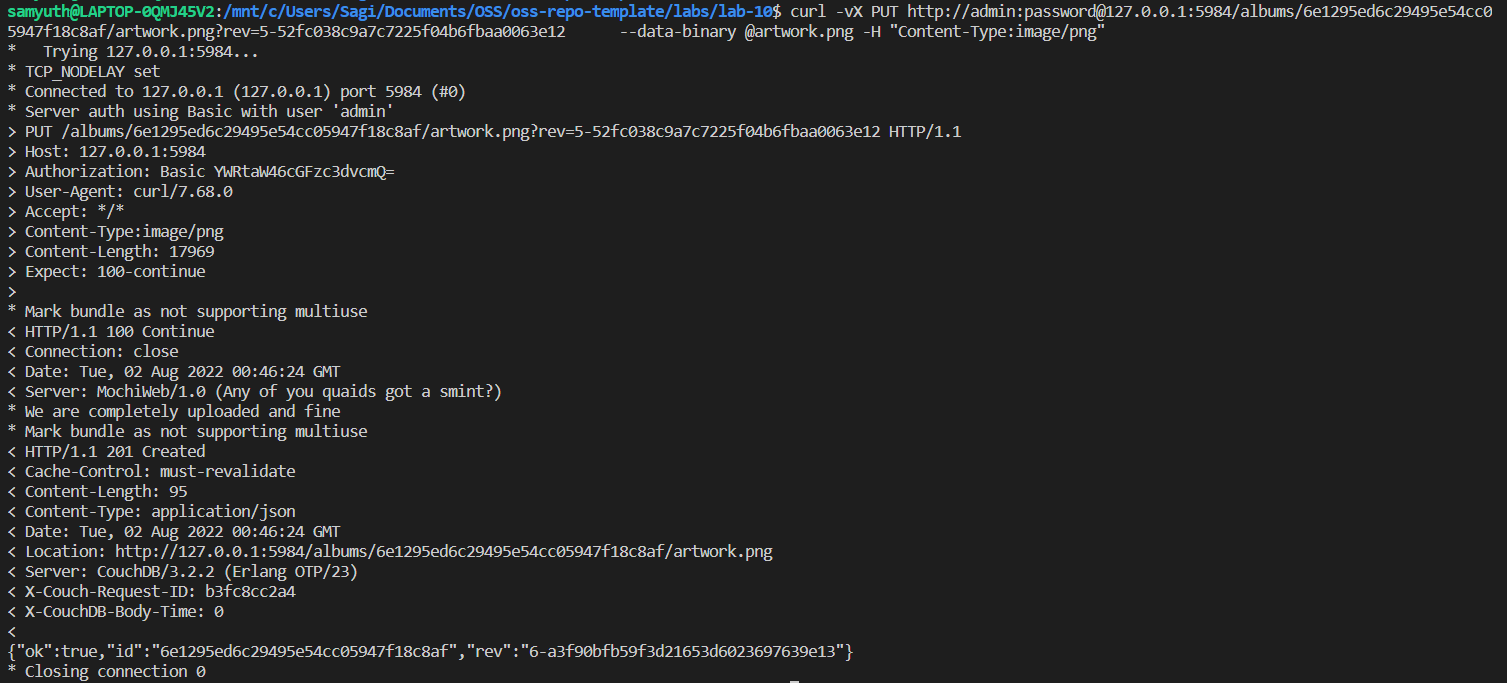 samyuth@LAPTOP-0QMJ45V2:/mnt/c/Users/Sagi/Documents/OSS/oss-repo-template/labs/lab-10$ curl -vX PUT http://admin:password@127.0.0.1:5984/albums/6e1295ed6c29495e54cc0
5947f18c8af/artwork.png?rev=5-52fc038c9a7c7225f04b6fbaa0063e12      --data-binary @artwork.png -H "Content-Type:image/png"
*   Trying 127.0.0.1:5984...
* TCP_NODELAY set
* Connected to 127.0.0.1 (127.0.0.1) port 5984 (#0)
* Server auth using Basic with user 'admin'
> PUT /albums/6e1295ed6c29495e54cc05947f18c8af/artwork.png?rev=5-52fc038c9a7c7225f04b6fbaa0063e12 HTTP/1.1
> Host: 127.0.0.1:5984
> Authorization: Basic YWRtaW46cGFzc3dvcmQ=
> User-Agent: curl/7.68.0
> Accept: */*
> Content-Type:image/png
> Content-Length: 17969
> Expect: 100-continue
>
* Mark bundle as not supporting multiuse
< HTTP/1.1 100 Continue
< Connection: close
< Date: Tue, 02 Aug 2022 00:46:24 GMT
< Server: MochiWeb/1.0 (Any of you quaids got a smint?)
* We are completely uploaded and fine
* Mark bundle as not supporting multiuse
< HTTP/1.1 201 Created
< Cache-Control: must-revalidate
< Content-Length: 95
< Content-Type: application/json
< Date: Tue, 02 Aug 2022 00:46:24 GMT
< Location: http://127.0.0.1:5984/albums/6e1295ed6c29495e54cc05947f18c8af/artwork.png
< Server: CouchDB/3.2.2 (Erlang OTP/23)
< X-Couch-Request-ID: b3fc8cc2a4
< X-CouchDB-Body-Time: 0
<
{"ok":true,"id":"6e1295ed6c29495e54cc05947f18c8af","rev":"6-a3f90bfb59f3d21653d6023697639e13"}
* Closing connection 0